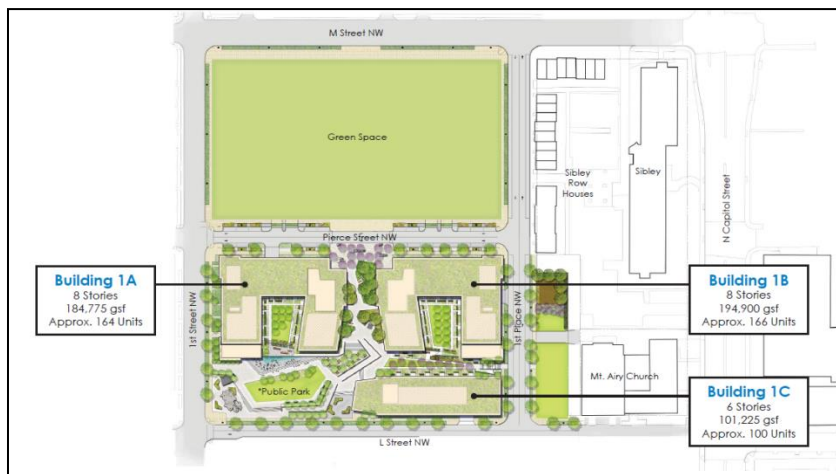 M Street NW
Green Space
Sibley
Row
Houses
Sibley
N Capitol Street
Pierce Street NW
Building 1A
8 Stories
184,775 gsf
Approx. 164 Units
1st Street NW
1st Place NW
Building 1B
8 Stories
194,900 gsf
Approx. 166 Units
Mt. Airy Church
*Public Park
Building 1C
6 Stories
101,225 gsf
Approx. 100 Units
L Street NW